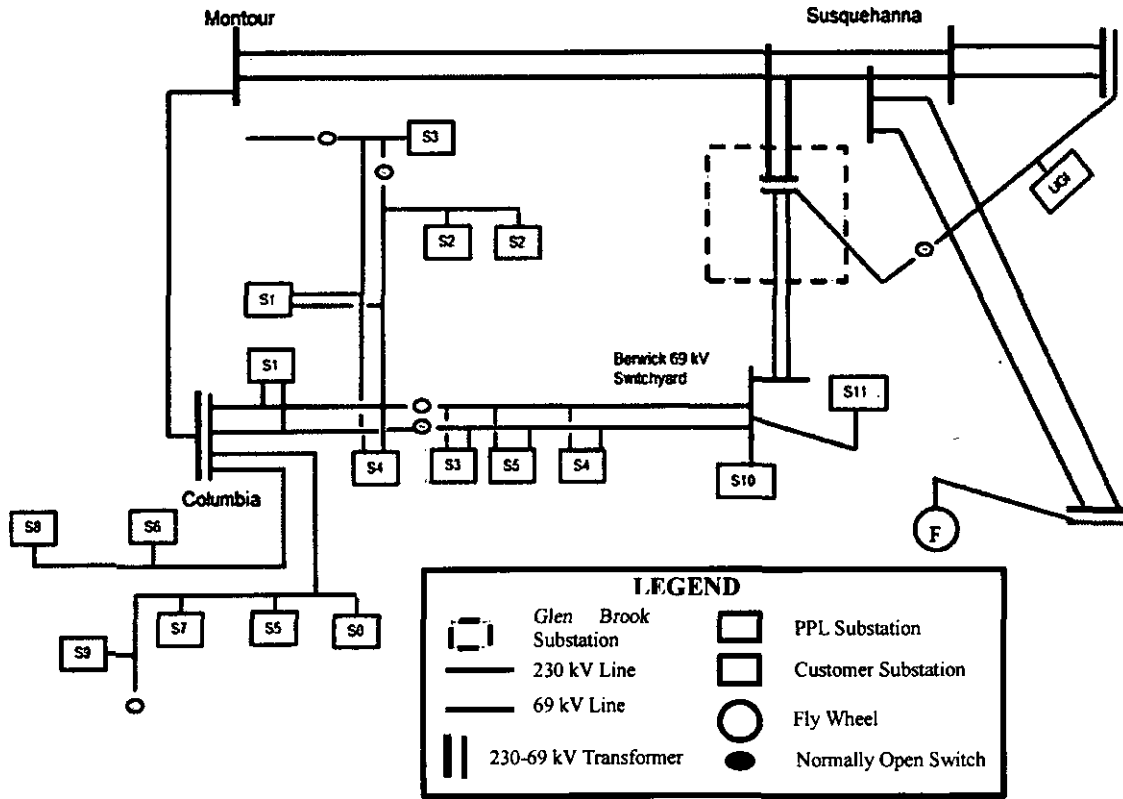 Montour
Susquehanna
S3
UGI
S2
S2
S1
S1
Berwick 69 kV
Switchyard
S11
S4
S3
S5
S4
S10
Columbia
S8
S6
F
S7
S5
S9
LEGEND
Glen Brook
Substation
PPL Substation
230 kV Line
Customer Substation
69 kV Line
Fly Wheel
230-69 kV Transformer
Normally Open Switch